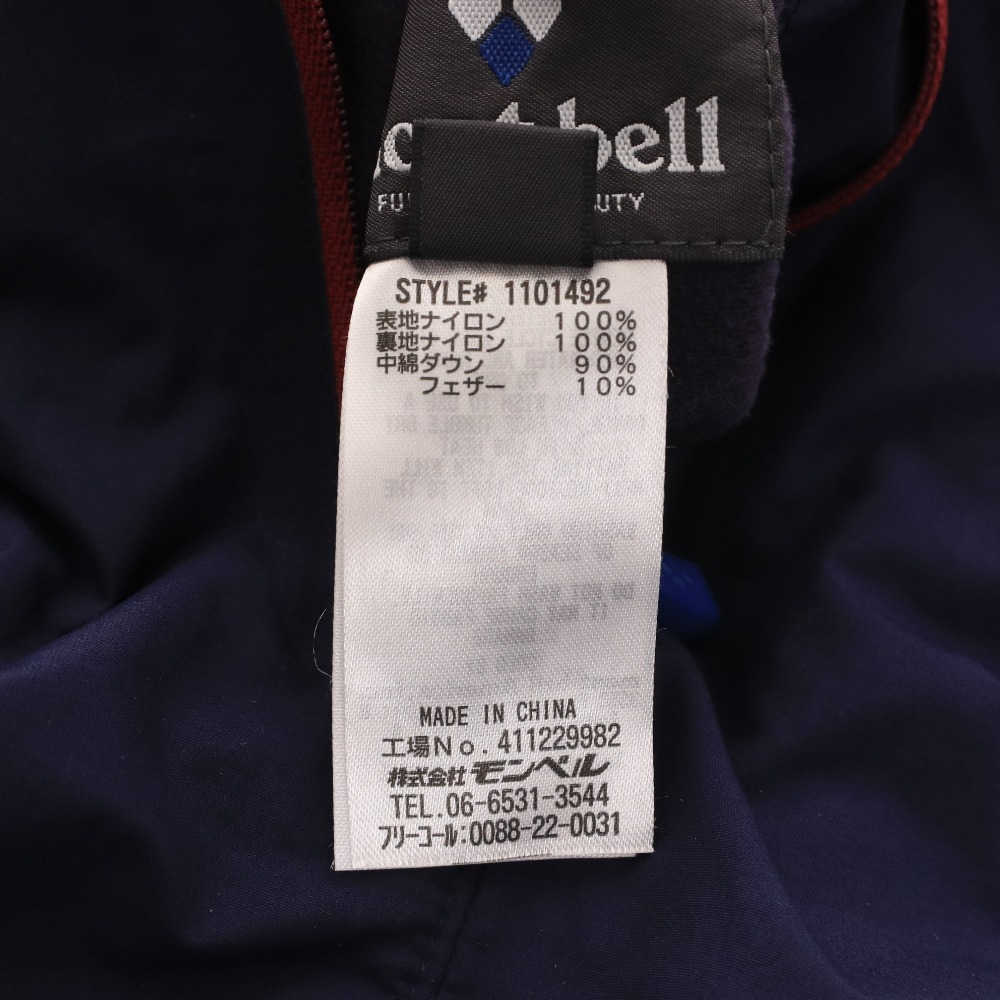 bell
STYLE# 1101492
表地ナイロン 100%
裏地ナイロン 100%
中綿ダウン 90%
フェザー 10%
MADE IN CHINA
工場No. 411229982
株式会社モンベル
TEL.06-6531-3544
フリーコール:0088-22-0031